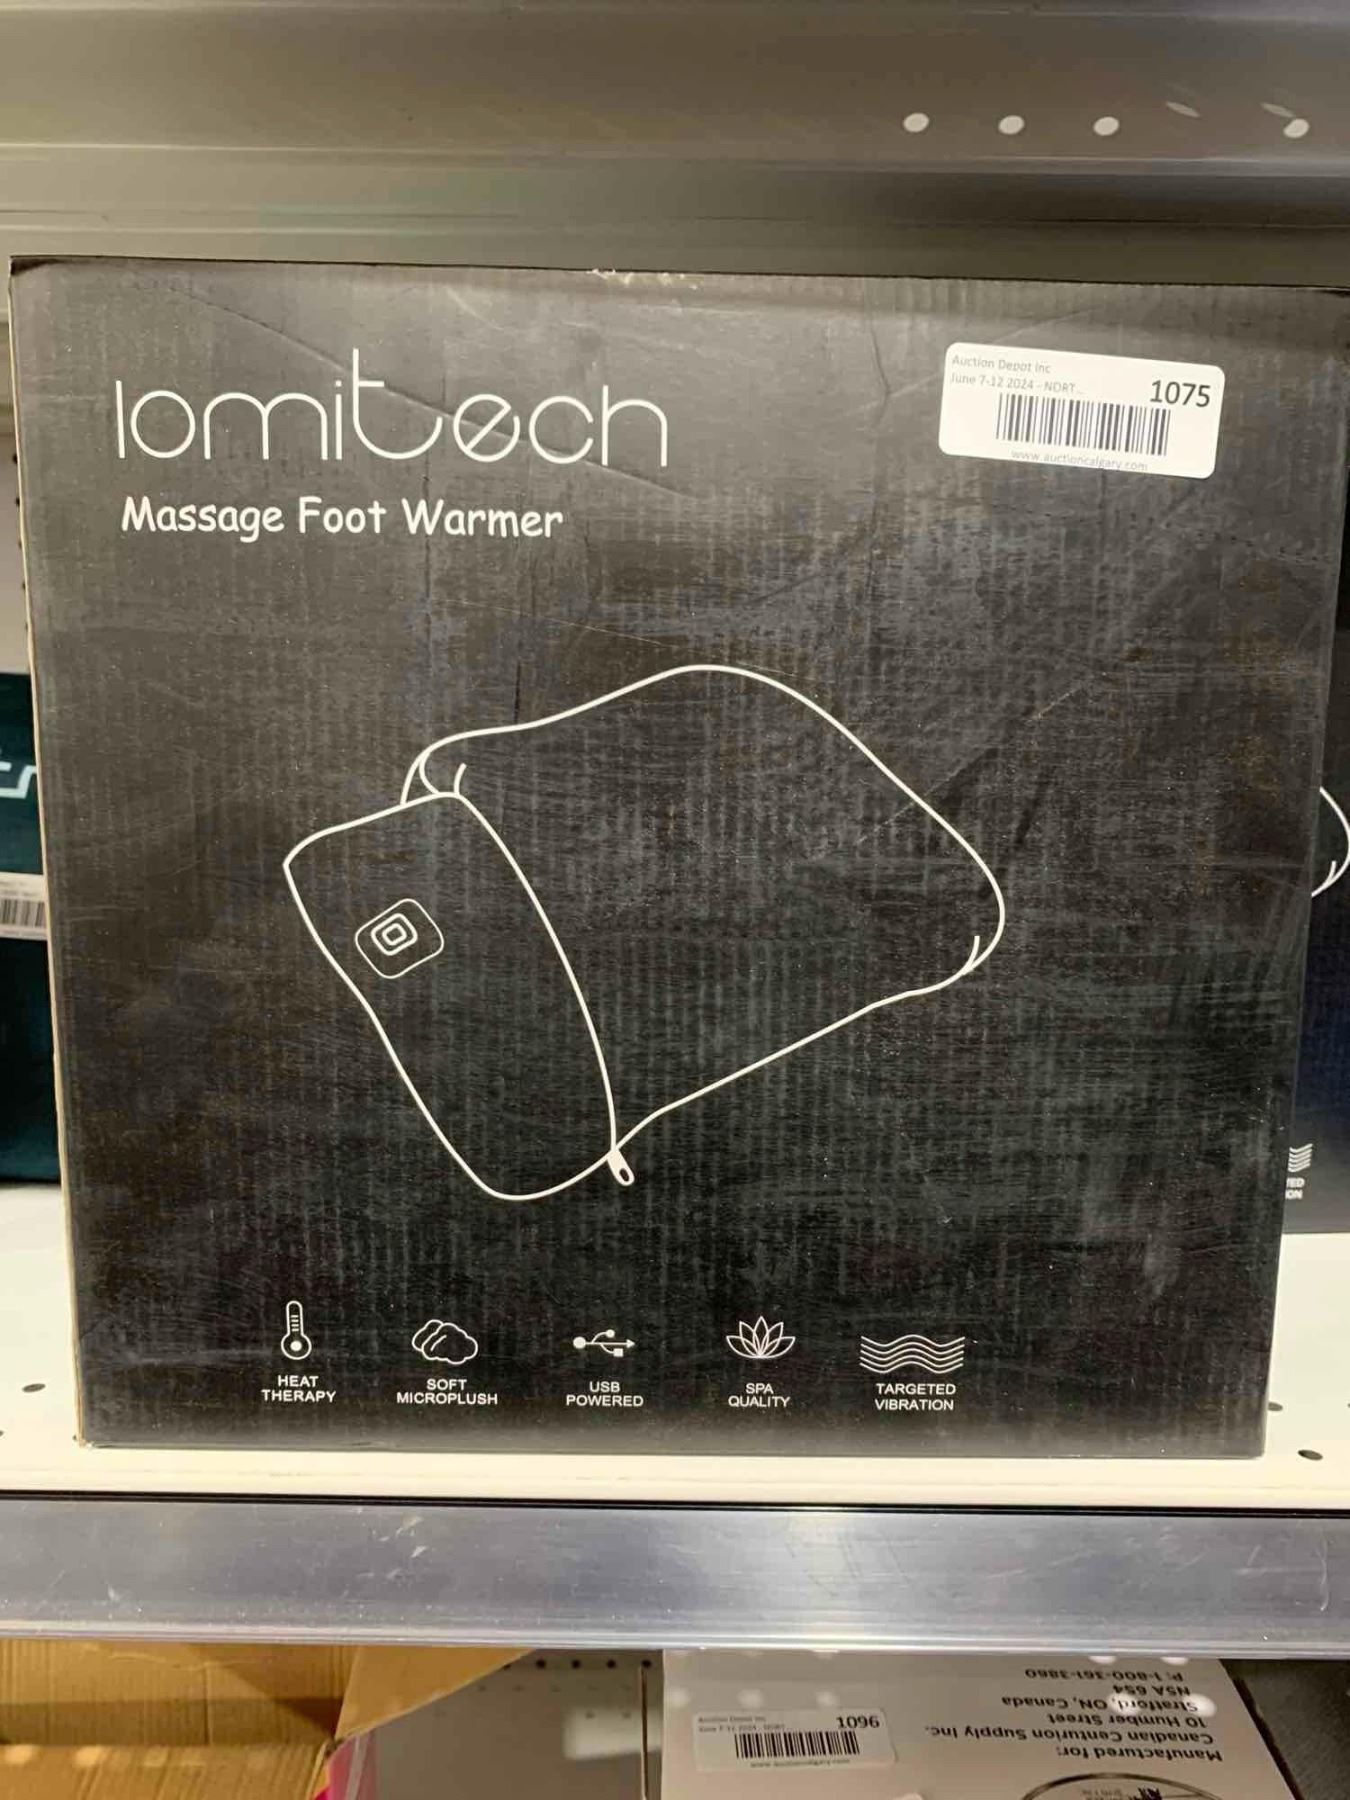 lomitech
Massage Foot Warmer
Auction Depot Inc
June 7-12 2024 - NORT...
1075
www.auctioncalgary.com
HEAT
THERAPY
SOFT
MICROPLUSH
USB
POWERED
SPA
QUALITY
TARGETED
VIBRATION
TED
ION
1096
Manufactured for:
Canadian Centurion Supply Inc.
10 Humber Street
Stratford, ON, Canada
P: 1-800-361-3860